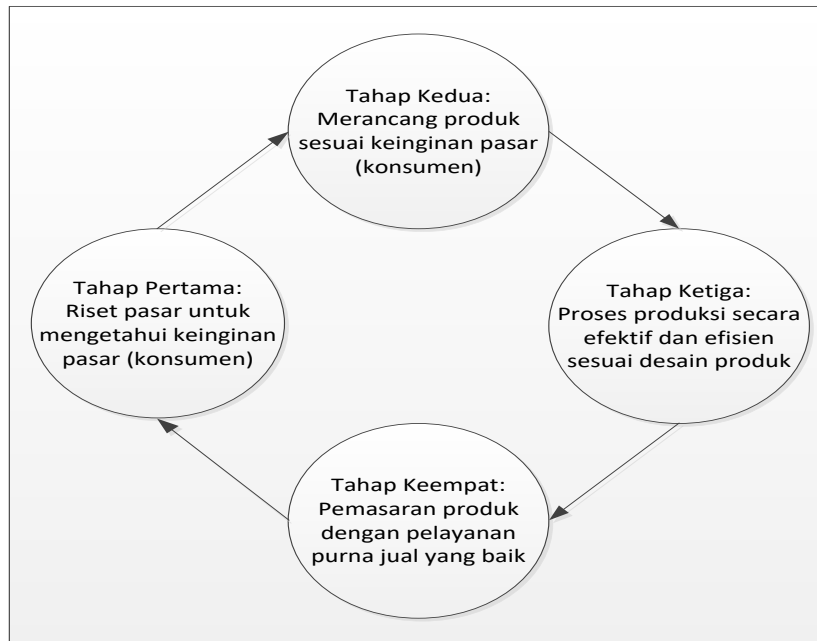 Tahap Pertama:
Riset pasar untuk
mengetahui keinginan
pasar (konsumen)
Tahap Kedua:
Merancang produk
sesuai keinginan pasar
(konsumen)
Tahap Ketiga:
Proses produksi secara
efektif dan efisien
sesuai desain produk
Tahap Keempat:
Pemasaran produk
dengan pelayanan
purna jual yang baik